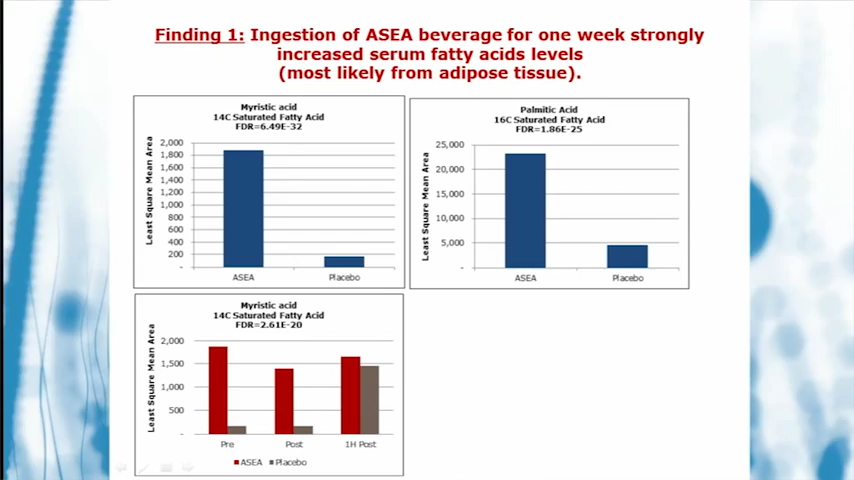 Finding 1: Ingestion of ASEA beverage for one week strongly
increased serum fatty acids levels
(most likely from adipose tissue).
Myristic acid
14C Saturated Fatty Acid
FDR=6.49E-32
Least Square Mean Area
2,000
1,800
1,600
1,400
1,200
1,000
800
600
400
200
-
ASEA
Placebo
Palmitic Acid
16C Saturated Fatty Acid
FDR=1.86E-25
Least Square Mean Area
25,000
20,000
15,000
10,000
5,000
-
ASEA
Placebo
Myristic acid
14C Saturated Fatty Acid
FDR=2.61E-20
Least Square Mean Area
2,000
1,500
1,000
500
-
Pre
Post
1H Post
ASEA
Placebo